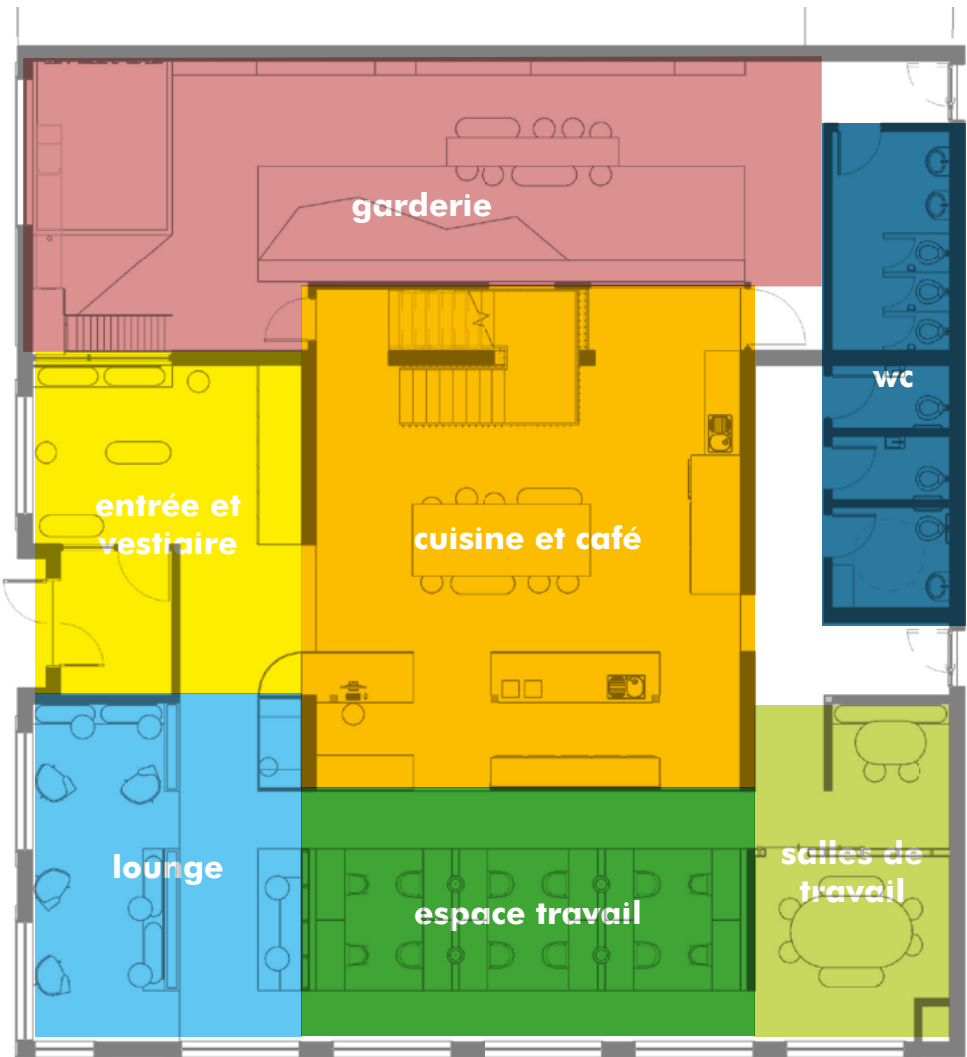 garderie
wc
entrée et
vestiaire
cuisine et café
lounge
salles de
travail
espace travail